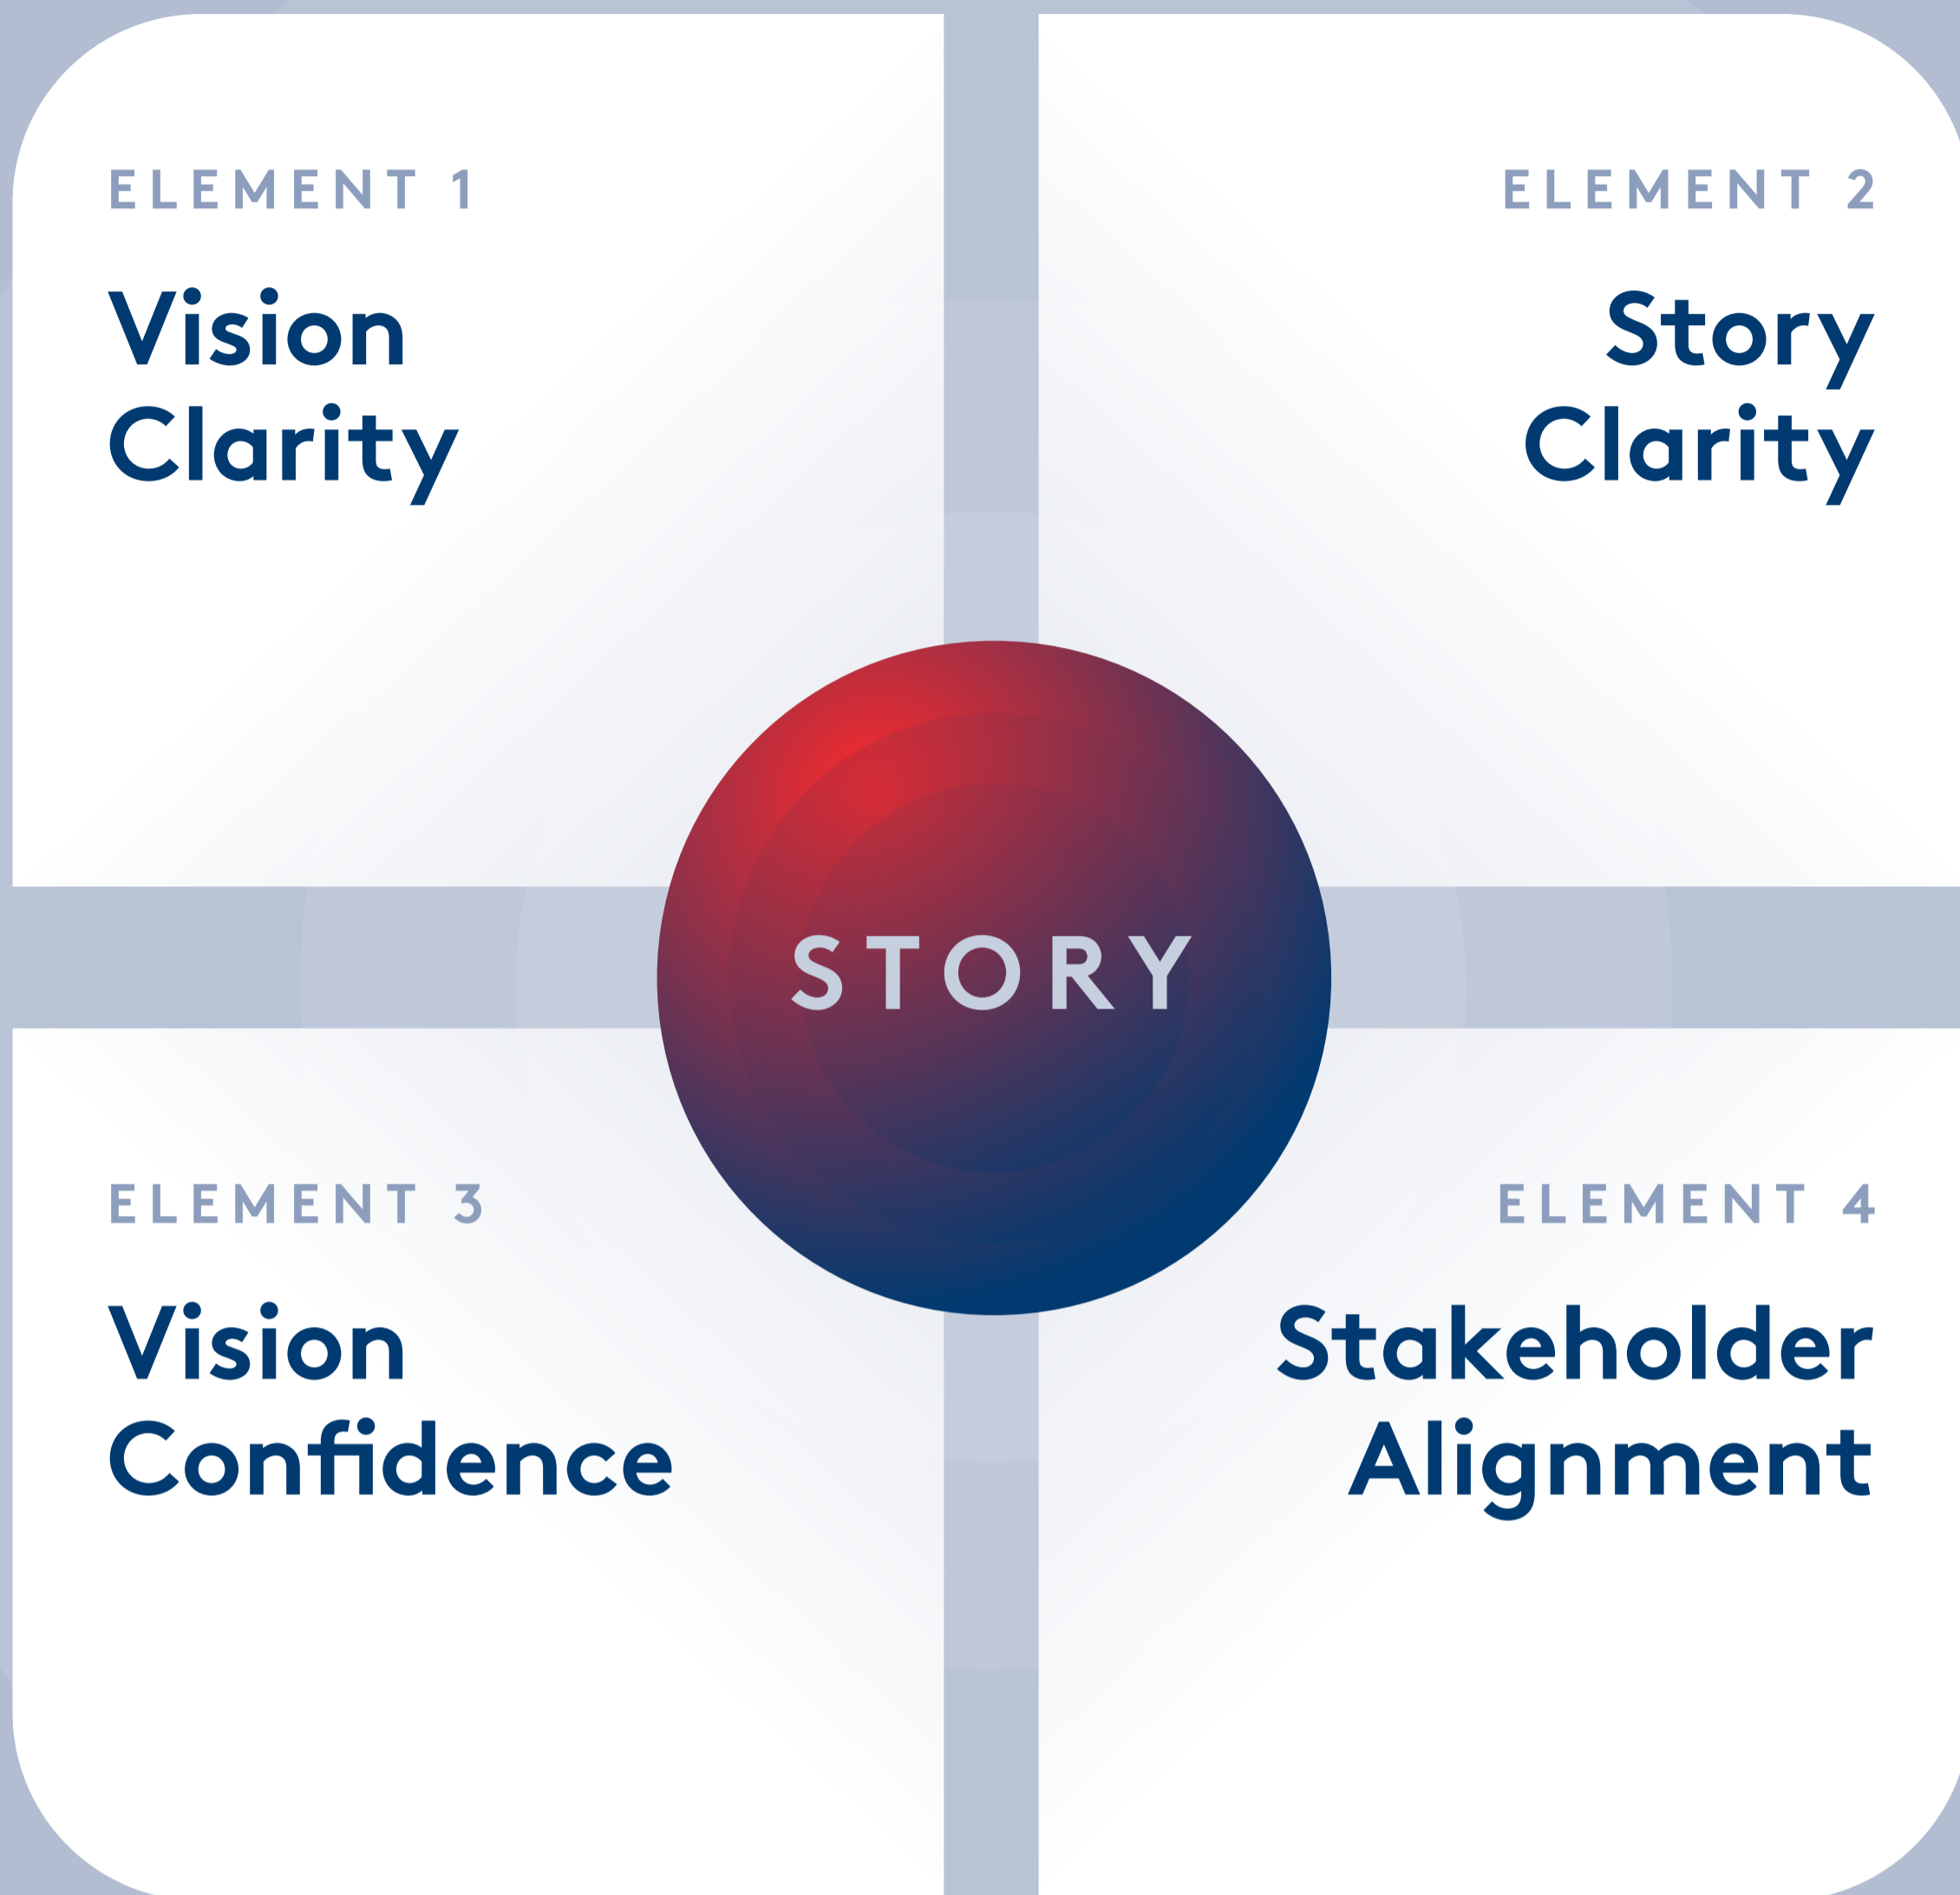 ELEMENT 1
Vision
Clarity
ELEMENT 2
Story
Clarity
STORY
ELEMENT 3
Vision
Confidence
ELEMENT 4
Stakeholder
Alignment